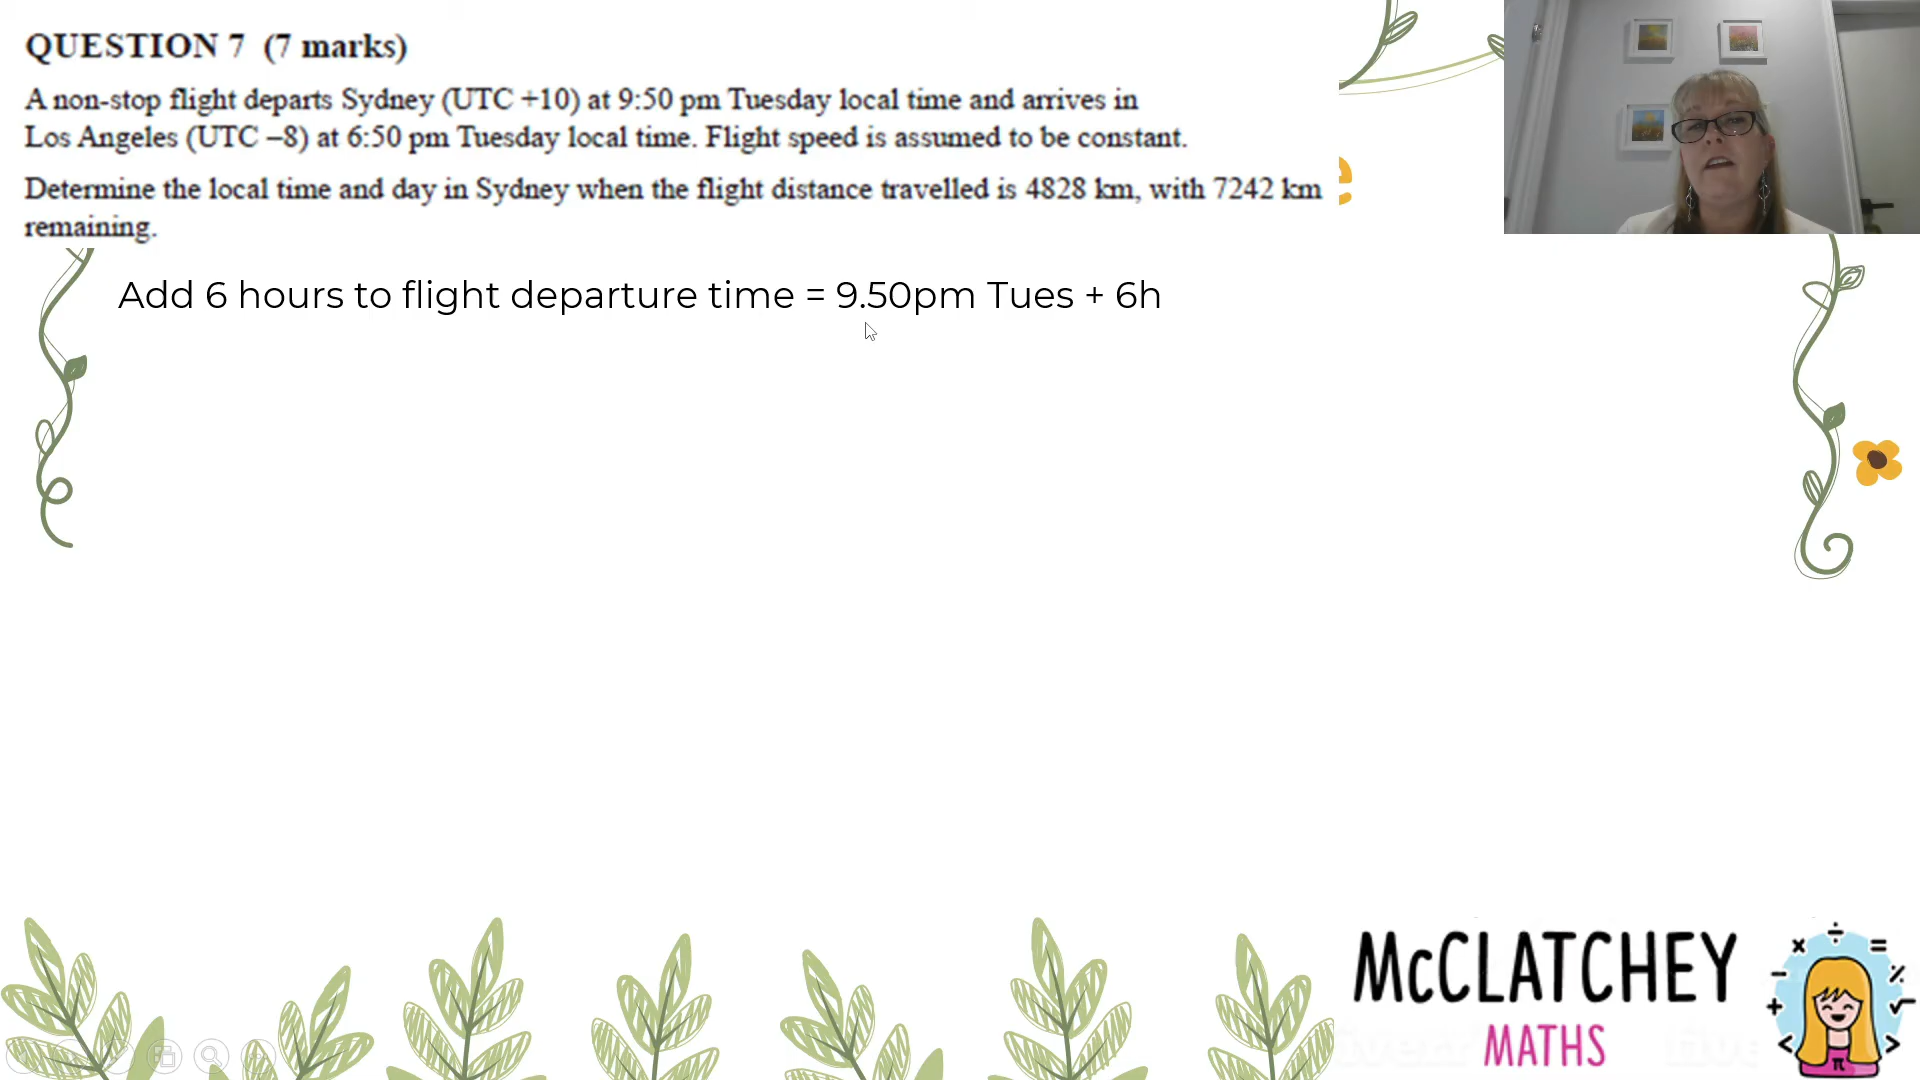 QUESTION 7 (7 marks)
A non-stop flight departs Sydney (UTC +10) at 9:50 pm Tuesday local time and arrives in
Los Angeles (UTC –8) at 6:50 pm Tuesday local time. Flight speed is assumed to be constant.
Determine the local time and day in Sydney when the flight distance travelled is 4828 km, with 7242 km
remaining.
Add 6 hours to flight departure time = 9.50pm Tues + 6h
McCLATCHEY
MATHS